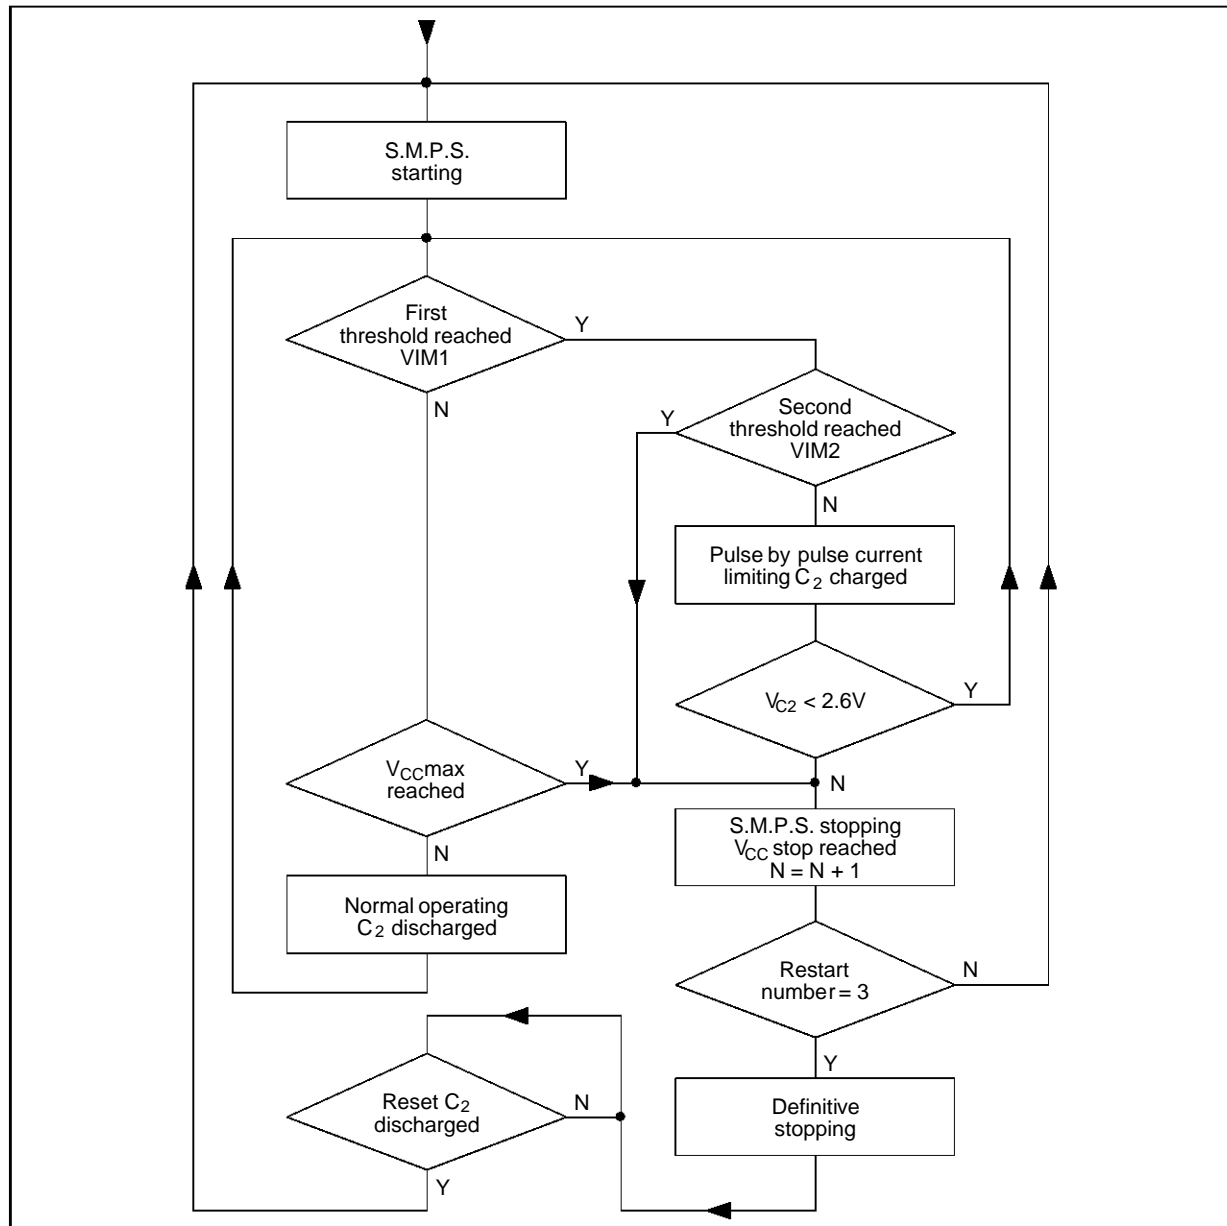 S.M.P.S.
starting
First
threshold reached
VIM1
Y
N
Second
threshold reached
VIM2
Y
N
Pulse by pulse current
limiting C2 charged
VC2 < 2.6V
Y
N
VCCmax
reached
Y
N
S.M.P.S. stopping
VCC stop reached
N = N + 1
Normal operating
C2 discharged
Restart
number = 3
N
Y
Reset C2
discharged
N
Y
Definitive
stopping